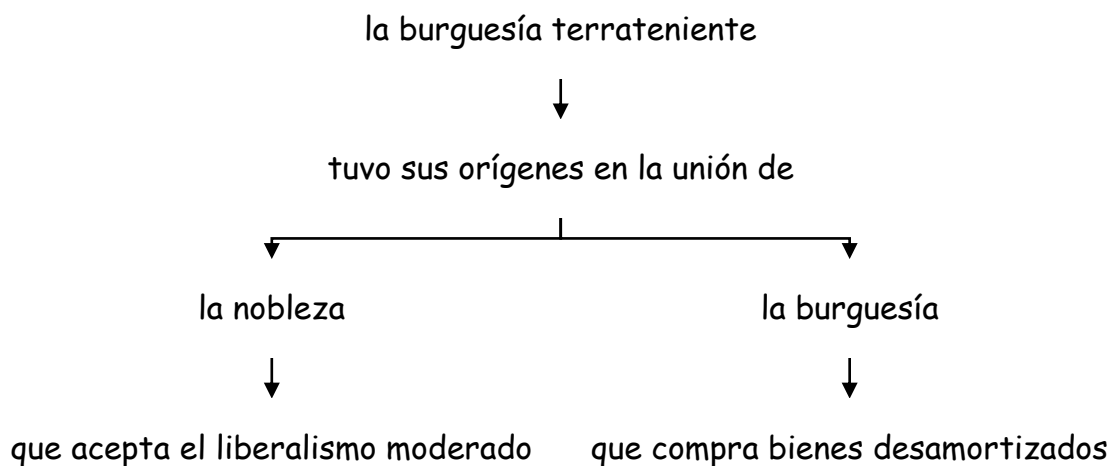 la burguesía terrateniente
tuvo sus orígenes en la unión de
la nobleza
la burguesía
que acepta el liberalismo moderado
que compra bienes desamortizados